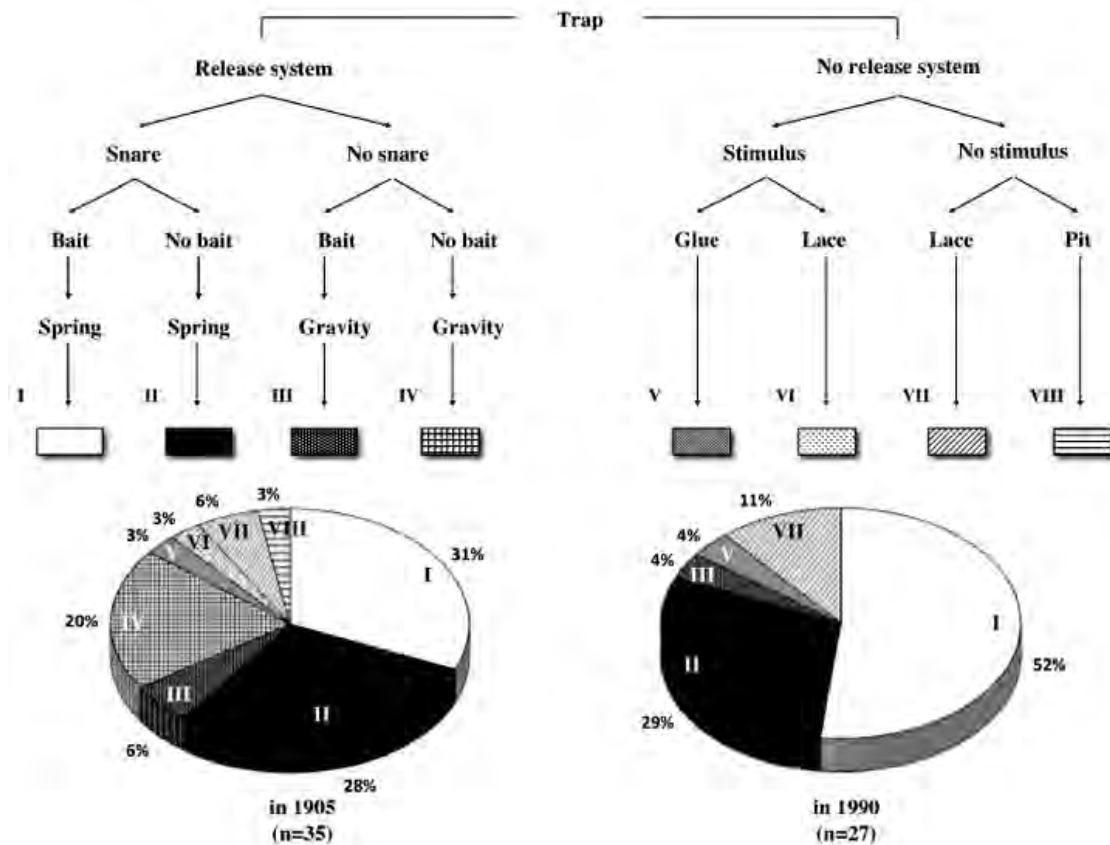 Trap
Release system No release system
Snare No snare Stimulus No stimulus
Bait No bait Bait No bait Glue Lace Lace Pit
Spring Spring Gravity Gravity
I II III IV V VI VII VIII
3% 3% 6% 3% 31% 20% 6% 28%
V VI VII VIII I IV III II
4% 4% 11% 52% 29%
III V VII I II
in 1905
(n=35)
in 1990
(n=27)